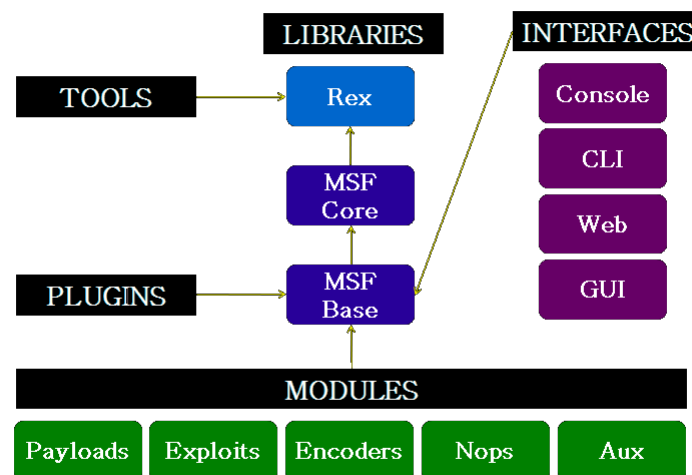 LIBRARIES
INTERFACES
TOOLS
Rex
Console
MSF
Core
CLI
Web
PLUGINS
MSF
Base
GUI
MODULES
Payloads
Exploits
Encoders
Nops
Aux